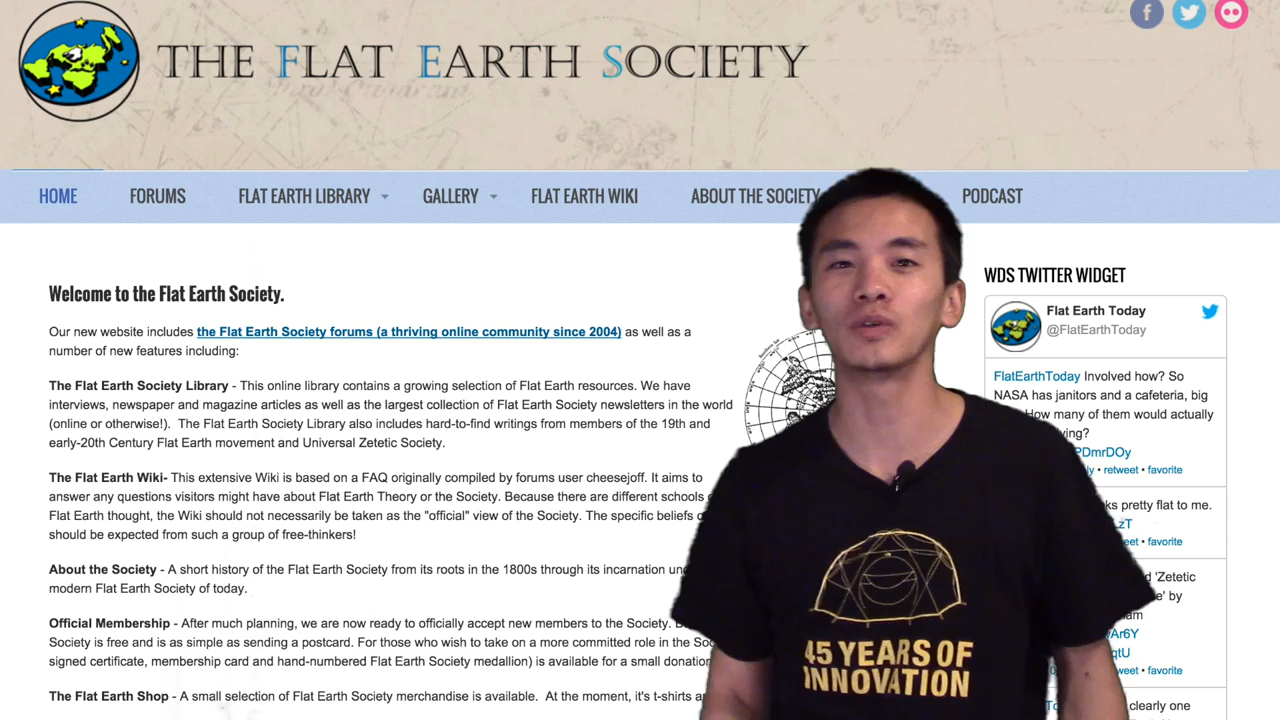 THE FLAT EARTH SOCIETY
HOME FORUMS FLAT EARTH LIBRARY GALLERY FLAT EARTH WIKI ABOUT THE SOCIETY PODCAST
Welcome to the Flat Earth Society.
Our new website includes the Flat Earth Society forums (a thriving online community since 2004) as well as a
number of new features including:
The Flat Earth Society Library - This online library contains a growing selection of Flat Earth resources. We have
interviews, newspaper and magazine articles as well as the largest collection of Flat Earth Society newsletters in the world
(online or otherwise!). The Flat Earth Society Library also includes hard-to-find writings from members of the 19th and
early-20th Century Flat Earth movement and Universal Zetetic Society.
The Flat Earth Wiki- This extensive Wiki is based on a FAQ originally compiled by forums user cheesejoff. It aims to
answer any questions visitors might have about Flat Earth Theory or the Society. Because there are different schools
Flat Earth thought, the Wiki should not necessarily be taken as the "official" view of the Society. The specific beliefs
should be expected from such a group of free-thinkers!
About the Society - A short history of the Flat Earth Society from its roots in the 1800s through its incarnation
modern Flat Earth Society of today.
Official Membership - After much planning, we are now ready to officially accept new members to the Society.
Society is free and is as simple as sending a postcard. For those who wish to take on a more committed role in the
signed certificate, membership card and hand-numbered Flat Earth Society medallion) is available for a small
The Flat Earth Shop - A small selection of Flat Earth Society merchandise is available. At the moment, it's t-shirts
WDS TWITTER WIDGET
Flat Earth Today
@FlatEarthToday
FlatEarthToday Involved how? So
NASA has janitors and a cafeteria, big
How many of them would actually
PDmrDOy
• retweet • favorite
pretty flat to me.
• favorite
'Zetetic
by
• favorite
clearly one
45 YEARS OF
INNOVATION